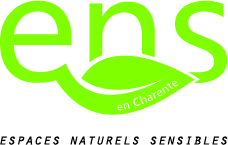 ens
en Charente
ESPACES NATURELS SENSIBLES